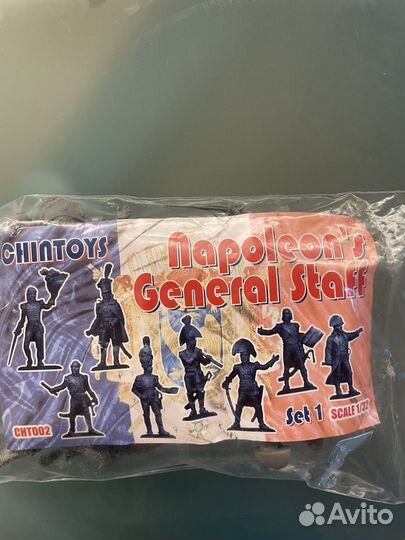 CHINTOYS
Napoleon's
General Staff
Set 1
SCALE 1/32
CHT002
Avito